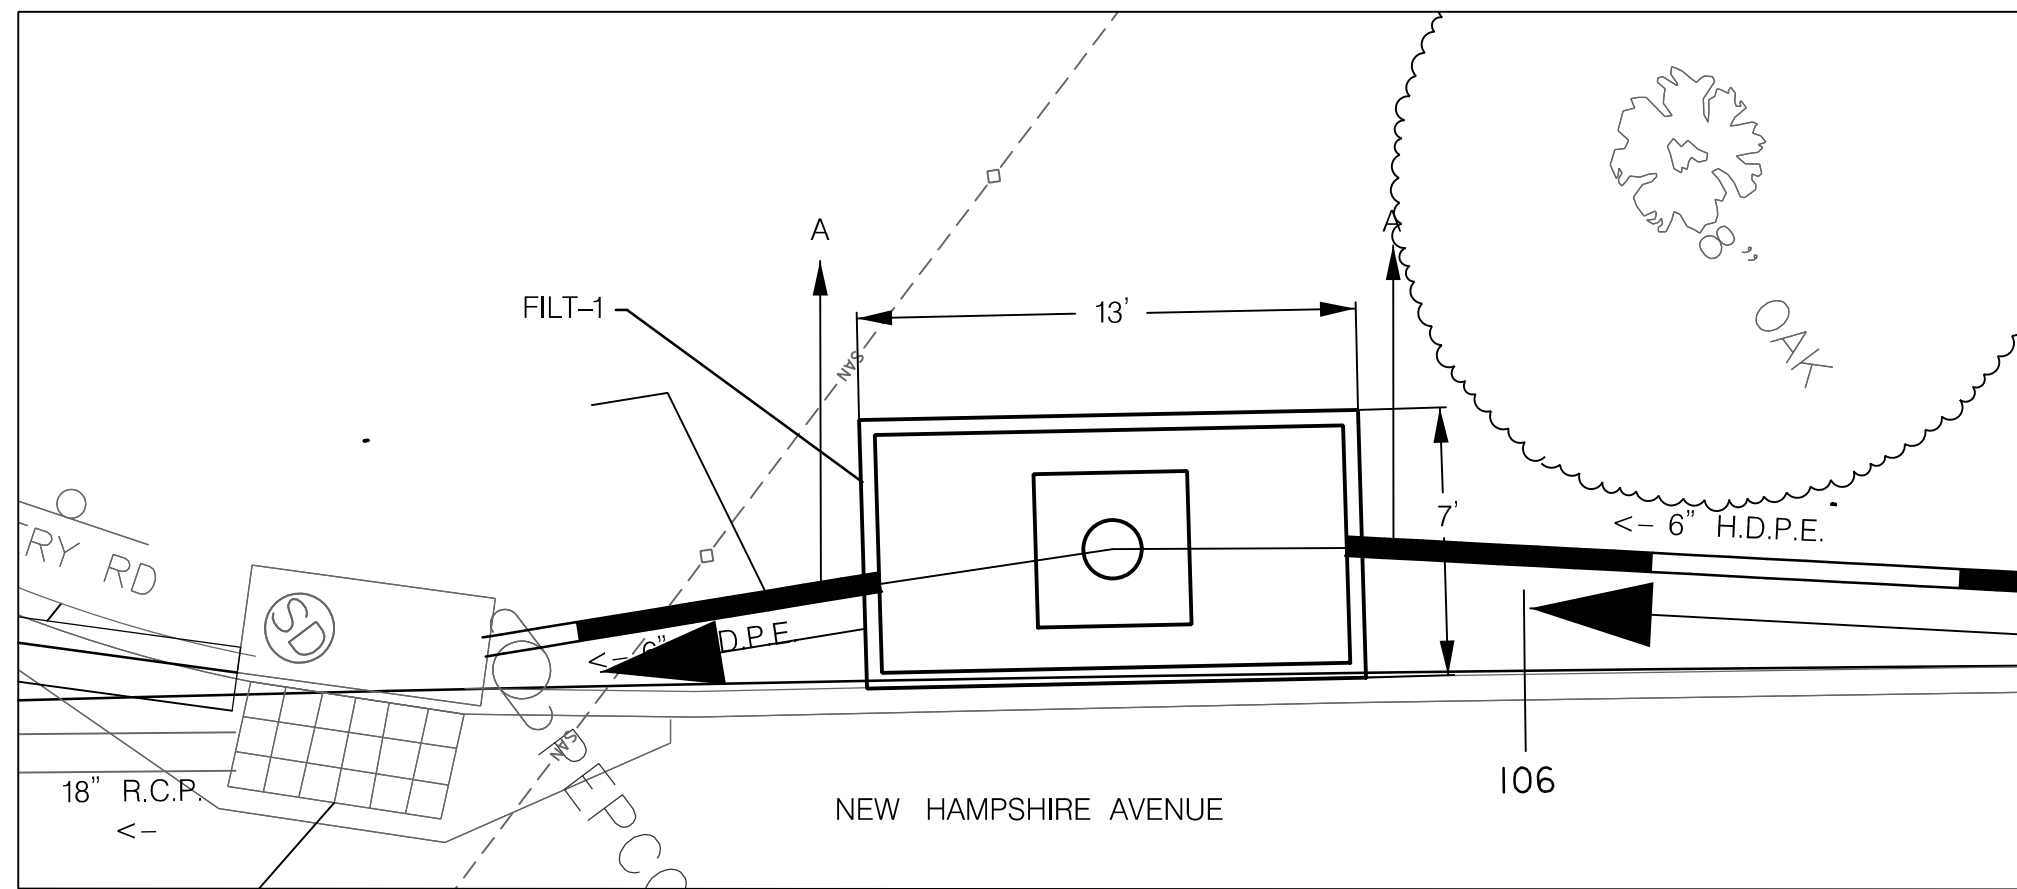 8” OAK
A
A
FILT–1
13'
SAN
7'
<– 6” H.D.P.E.
RY RD
SD
<– 6” D.P.E.
SAN
106
18” R.C.P.
<–
NEW HAMPSHIRE AVENUE
PEPCO